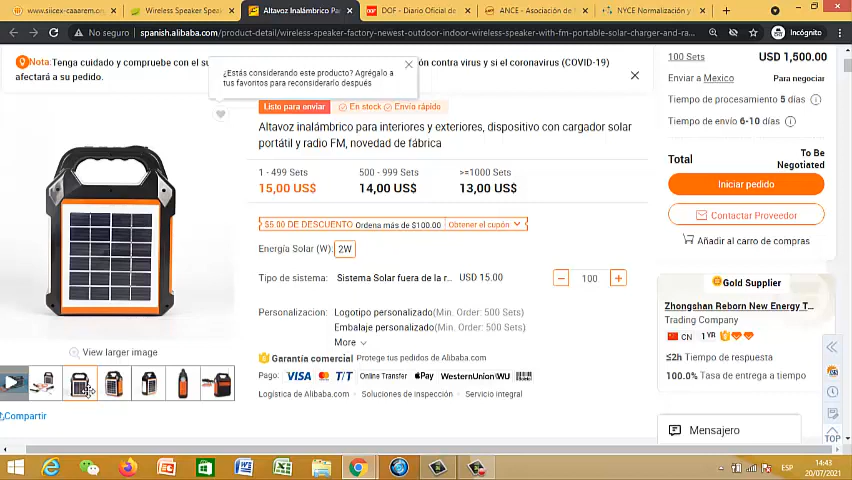 www.siicex-caaarem.org
Wireless Speaker Speak
Altavoz Inalámbrico Par
DOF - Diario Oficial de
ANCE - Asociación de
NYCE Normalización y
No seguro
spanish.alibaba.com/product-detail/wireless-speaker-factory-newest-outdoor-indoor-wireless-speaker-with-fm-portable-solar-charger-and-ra...
Incógnito
Nota: Tenga cuidado y compruebe con el su
ción contra virus y si el coronavirus (COVID-19)
afectará a su pedido.
¿Estás considerando este producto? Agrégalo a
tus favoritos para reconsiderarlo después
Listo para enviar
En stock
Envío rápido
Altavoz inalámbrico para interiores y exteriores, dispositivo con cargador solar
portátil y radio FM, novedad de fábrica
1 - 499 Sets
500 - 999 Sets
>=1000 Sets
15,00 US$
14,00 US$
13,00 US$
$5.00 DE DESCUENTO
Ordena más de $100.00
Obtener el cupón
Energía Solar (W):
2W
Tipo de sistema:
Sistema Solar fuera de la r...
USD 15.00
100
Personalizacion:
Logotipo personalizado(Min. Order: 500 Sets)
Embalaje personalizado(Min. Order: 500 Sets)
More
Garantía comercial
Protege tus pedidos de Alibaba.com
Pago:
VISA
T/T
Online Transfer
Pay
WesternUnion WU
Logística de Alibaba.com
Soluciones de inspección
Servicio integral
View larger image
Compartir
100 Sets
USD 1,500.00
Enviar a Mexico
Para negociar
Tiempo de procesamiento 5 días
Tiempo de envío 6-10 días
Total
To Be
Negotiated
Iniciar pedido
Contactar Proveedor
Añadir al carro de compras
Gold Supplier
Zhongshan Reborn New Energy T...
Trading Company
CN
1 YR
≤2h Tiempo de respuesta
100.0% Tasa de entrega a tiempo
Mensajero
TOP
ESP
14:43
20/07/2021